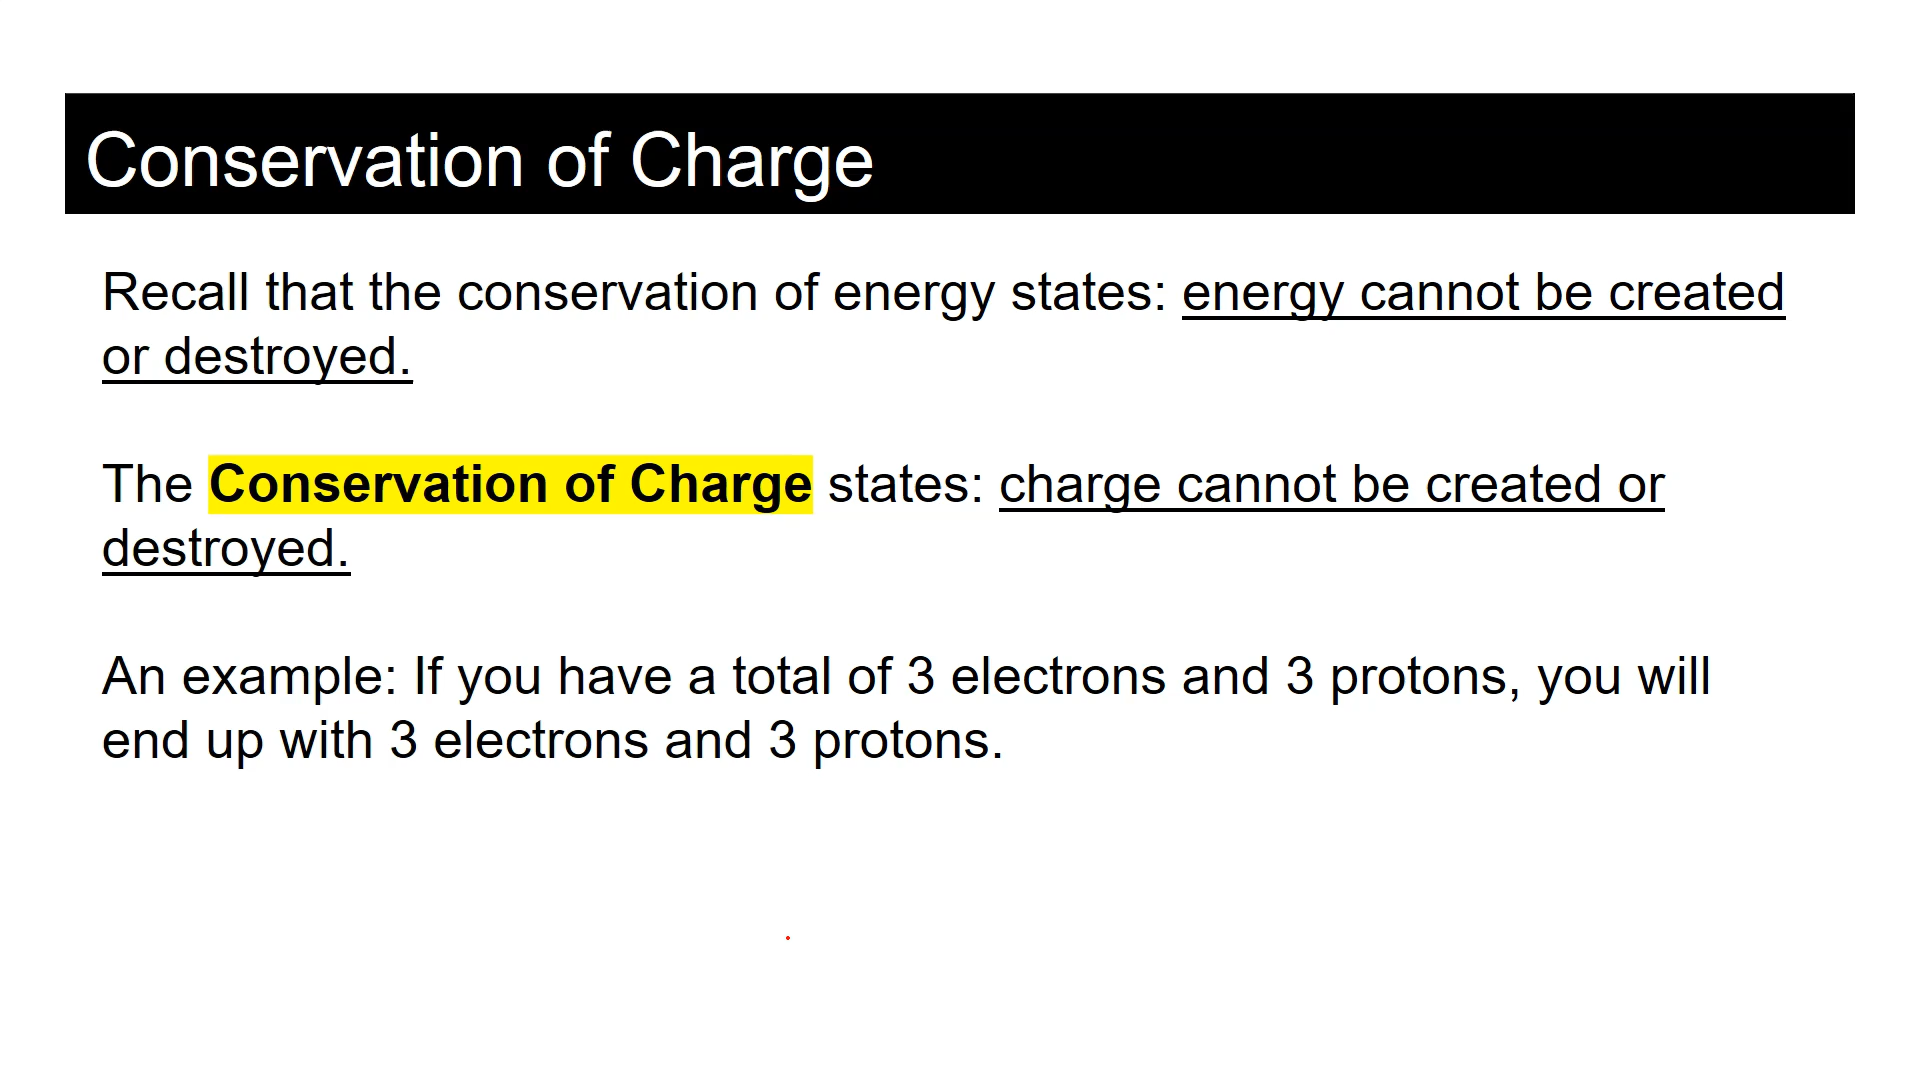 Conservation of Charge
Recall that the conservation of energy states: energy cannot be created
or destroyed.
The Conservation of Charge states: charge cannot be created or
destroyed.
An example: If you have a total of 3 electrons and 3 protons, you will
end up with 3 electrons and 3 protons.